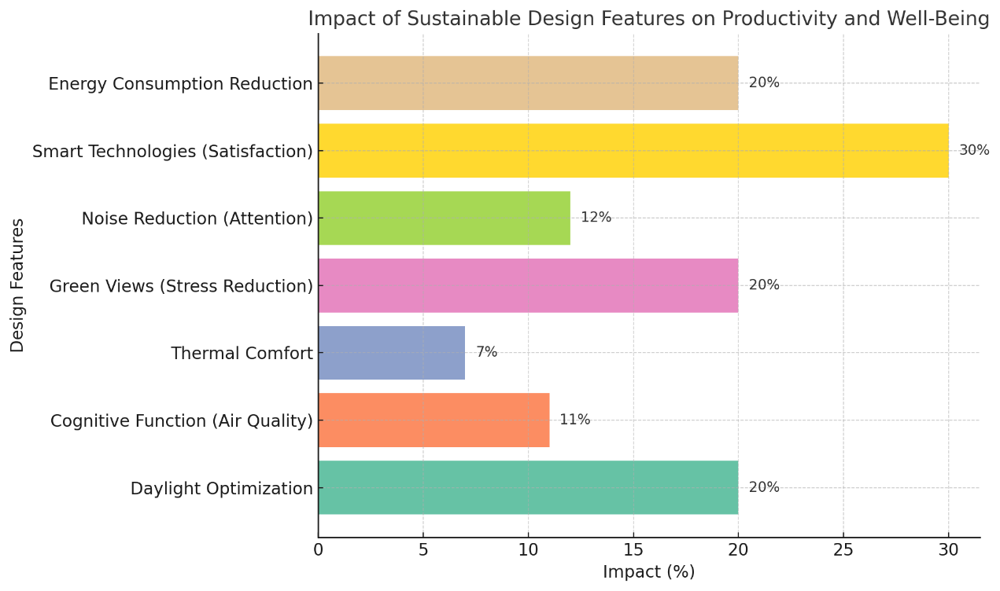 Impact of Sustainable Design Features on Productivity and Well-Being
Energy Consumption Reduction 20%
Smart Technologies (Satisfaction) 30%
Noise Reduction (Attention) 12%
Green Views (Stress Reduction) 20%
Thermal Comfort 7%
Cognitive Function (Air Quality) 11%
Daylight Optimization 20%
Design Features
0 5 10 15 20 25 30
Impact (%)